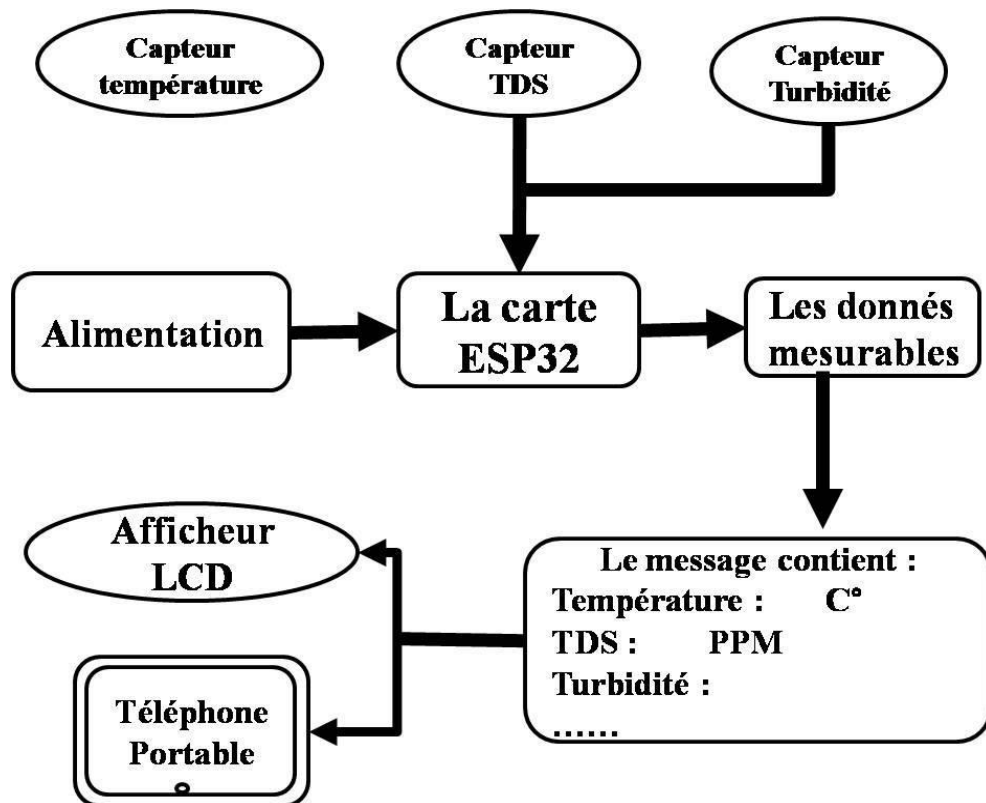 Capteur
température
Capteur
TDS
Capteur
Turbidité
Alimentation
La carte
ESP32
Les donnés
mesurables
Afficheur
LCD
Le message contient :
Température : C°
TDS : PPM
Turbidité :
......
Téléphone
Portable